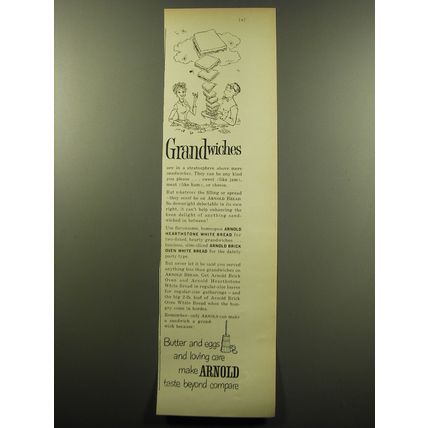 Grandwiches
are in a stratosphere above mere
sandwiches. They can be any kind
you please . . . sweet (like jam),
meat (like ham), or cheese.
But whatever the filling or spread
—they must be on ARNOLD BREAD.
So downright delectable in its own
right, it can't help enhancing the
keen delight of anything sand-
wiched in between!
Use flavorsome, homespun ARNOLD
HEARTHSTONE WHITE BREAD for
two-fisted, hearty grandwiches . . .
luscious, slim-sliced ARNOLD BRICK
OVEN WHITE BREAD for the dainty
party type.
But never let it be said you served
anything less than grandwiches on
ARNOLD BREAD. Get Arnold Brick
Oven and Arnold Hearthstone
White Bread in regular-size loaves
for regular-size gatherings—and
the big 2-lb. loaf of Arnold Brick
Oven White Bread when the hun-
gry come in hordes.
Remember—only ARNOLD can make
a sandwich a grand-
wich because:
Butter and eggs
and loving care
make ARNOLD
taste beyond compare